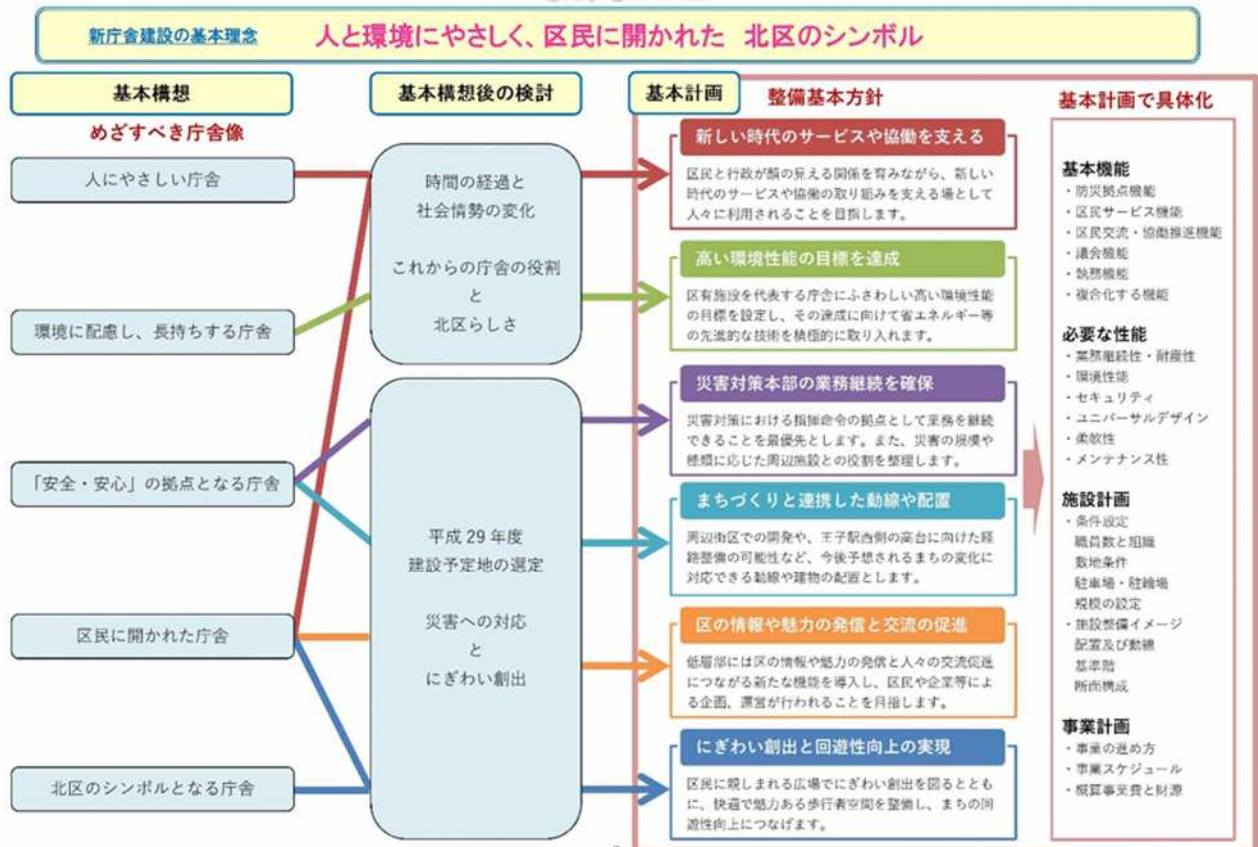 新庁舎建設の基本理念 人と環境にやさしく、区民に開かれた 北区のシンボル
基本構想
めざすべき庁舎像
人にやさしい庁舎
環境に配慮し、長持ちする庁舎
「安全・安心」の拠点となる庁舎
区民に開かれた庁舎
北区のシンボルとなる庁舎
基本構想後の検討
時間の経過と
社会情勢の変化
これからの庁舎の役割
と
北区らしさ
平成29年度
建設予定地の選定
災害への対応
と
にぎわい創出
基本計画
整備基本方針
新しい時代のサービスや協働を支える
区民と行政が顔の見える関係を育みながら、新しい
時代のサービスや協働の取り組みを支える場として
人々に利用されることを目指します。
高い環境性能の目標を達成
区有施設を代表する庁舎にふさわしい高い環境性能
の目標を設定し、その達成に向けて省エネルギー等
の先進的な技術を積極的に取り入れます。
災害対策本部の業務継続を確保
災害対策における指揮命令の拠点として業務を継続
できることを最優先とします。また、災害の規模や
種類に応じた周辺施設との役割を整理します。
まちづくりと連携した動線や配置
周辺街区での開発や、王子駅西側の高台に向けた経
路整備の可能性など、今後予想されるまちの変化に
対応できる動線や建物の配置とします。
区の情報や魅力の発信と交流の促進
低層部には区の情報や魅力の発信と人々の交流促進
につながる新たな機能を導入し、区民や企業等によ
る企画、運営が行われることを目指します。
にぎわい創出と回遊性向上の実現
区民に親しまれる広場でにぎわい創出を図るととも
に、快適で魅力ある歩行者空間を整備し、まちの回
遊性向上につなげます。
基本計画で具体化
基本機能
・防災拠点機能
・区民サービス機能
・区民交流・協働推進機能
・議会機能
・執務機能
・複合化する機能
必要な性能
・業務継続性・耐震性
・環境性能
・セキュリティ
・ユニバーサルデザイン
・柔軟性
・メンテナンス性
施設計画
・条件設定
職員数と組織
敷地条件
駐車場・駐輪場
規模の設定
・施設整備イメージ
配置及び動線
基準階
断面構成
事業計画
・事業の進め方
・事業スケジュール
・概算事業費と財源